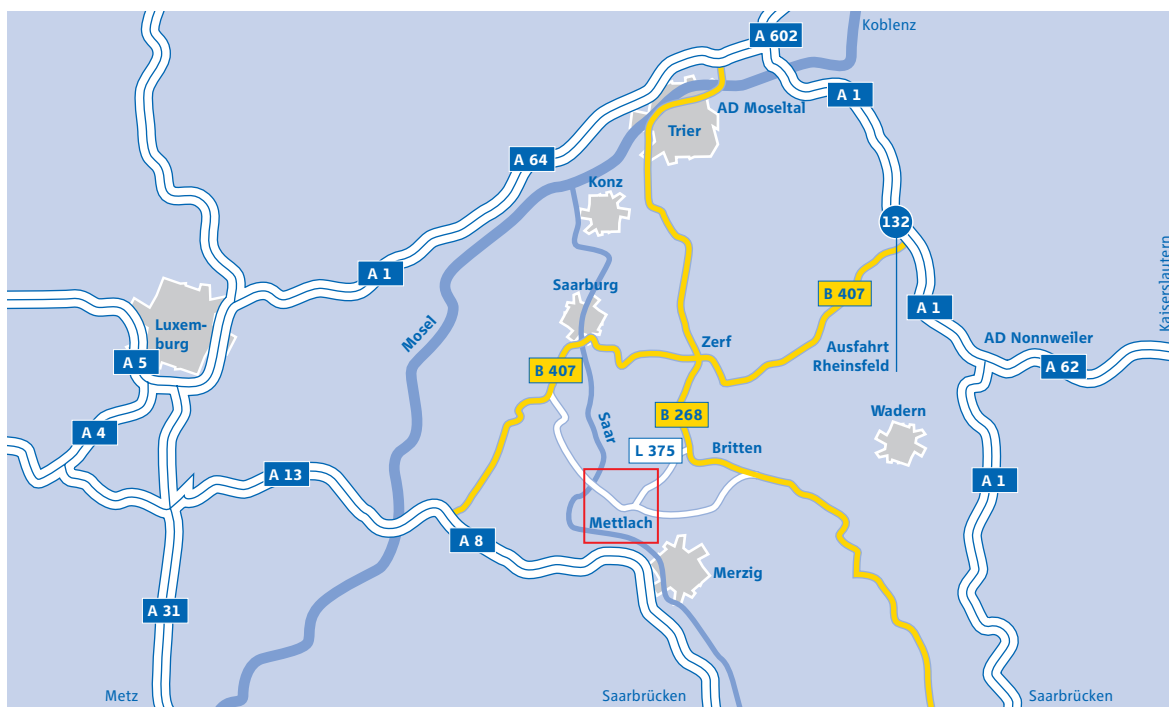 Koblenz
A 602
A 1
AD Moseltal
Trier
A 64
Konz
132
A 1
Kaiserslautern
Saarburg
B 407
A 1
Luxem-
burg
Mosel
Zerf
Ausfahrt
Rheinsfeld
AD Nonnweiler
A 5
B 407
A 62
B 268
Wadern
A 4
Saar
L 375
Britten
A 13
A 1
Mettlach
A 8
Merzig
A 31
Metz
Saarbrücken
Saarbrücken